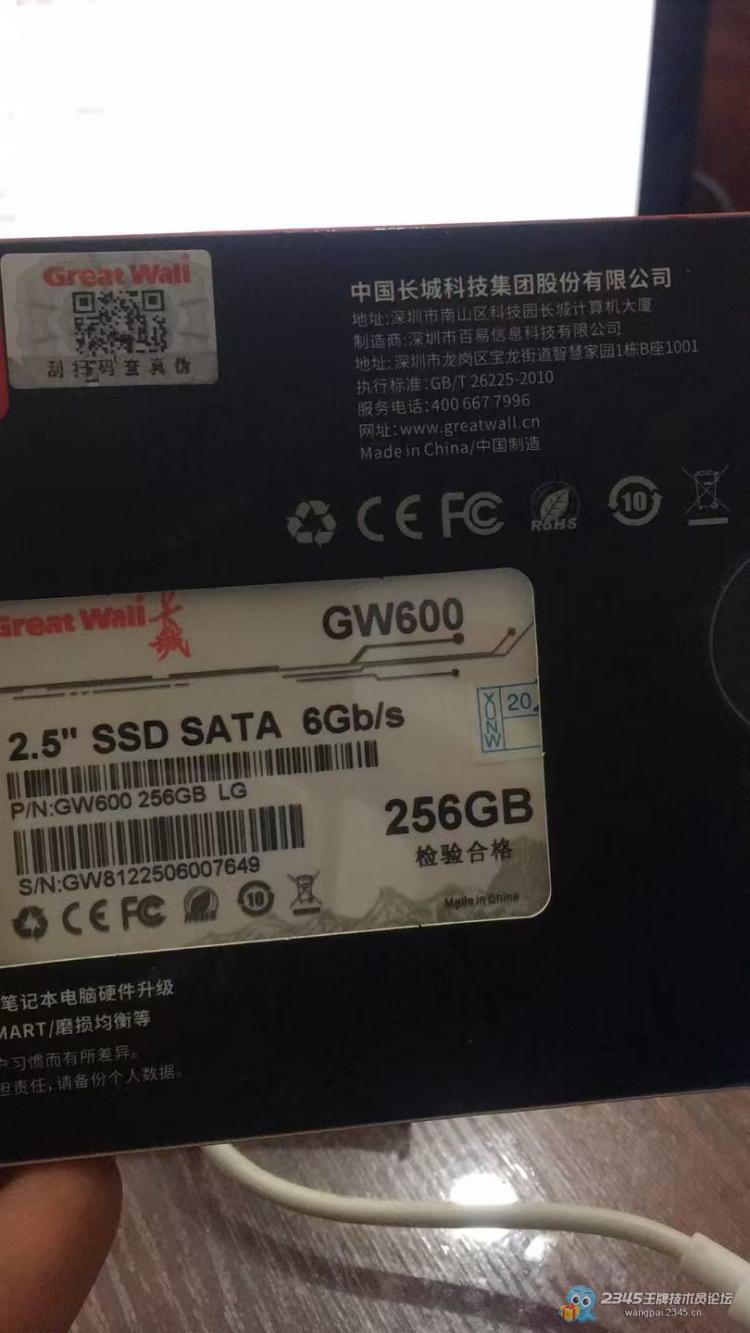 Great Wall
刮扫码查真伪
中国长城科技集团股份有限公司
地址:深圳市南山区科技园长城计算机大厦
制造商:深圳市百易信息科技有限公司
地址:深圳市龙岗区宝龙街道智慧家园1栋B座1001
执行标准:GB/T 26225-2010
服务电话:400 667 7996
网址:www.greatwall.cn
Made in China/中国制造
CE FC RoHS 10
Great Wall 长城
GW600
2.5" SSD SATA 6Gb/s
YUNW 20
P/N:GW600 256GB LG
256GB
检验合格
S/N:GW8122506007649
CE FC RoHS 10
Made in China
笔记本电脑硬件升级
MART/磨损均衡等
户习惯而有所差异。
担责任,请备份个人数据。
2345王牌技术员论坛
wangpai.2345.cn